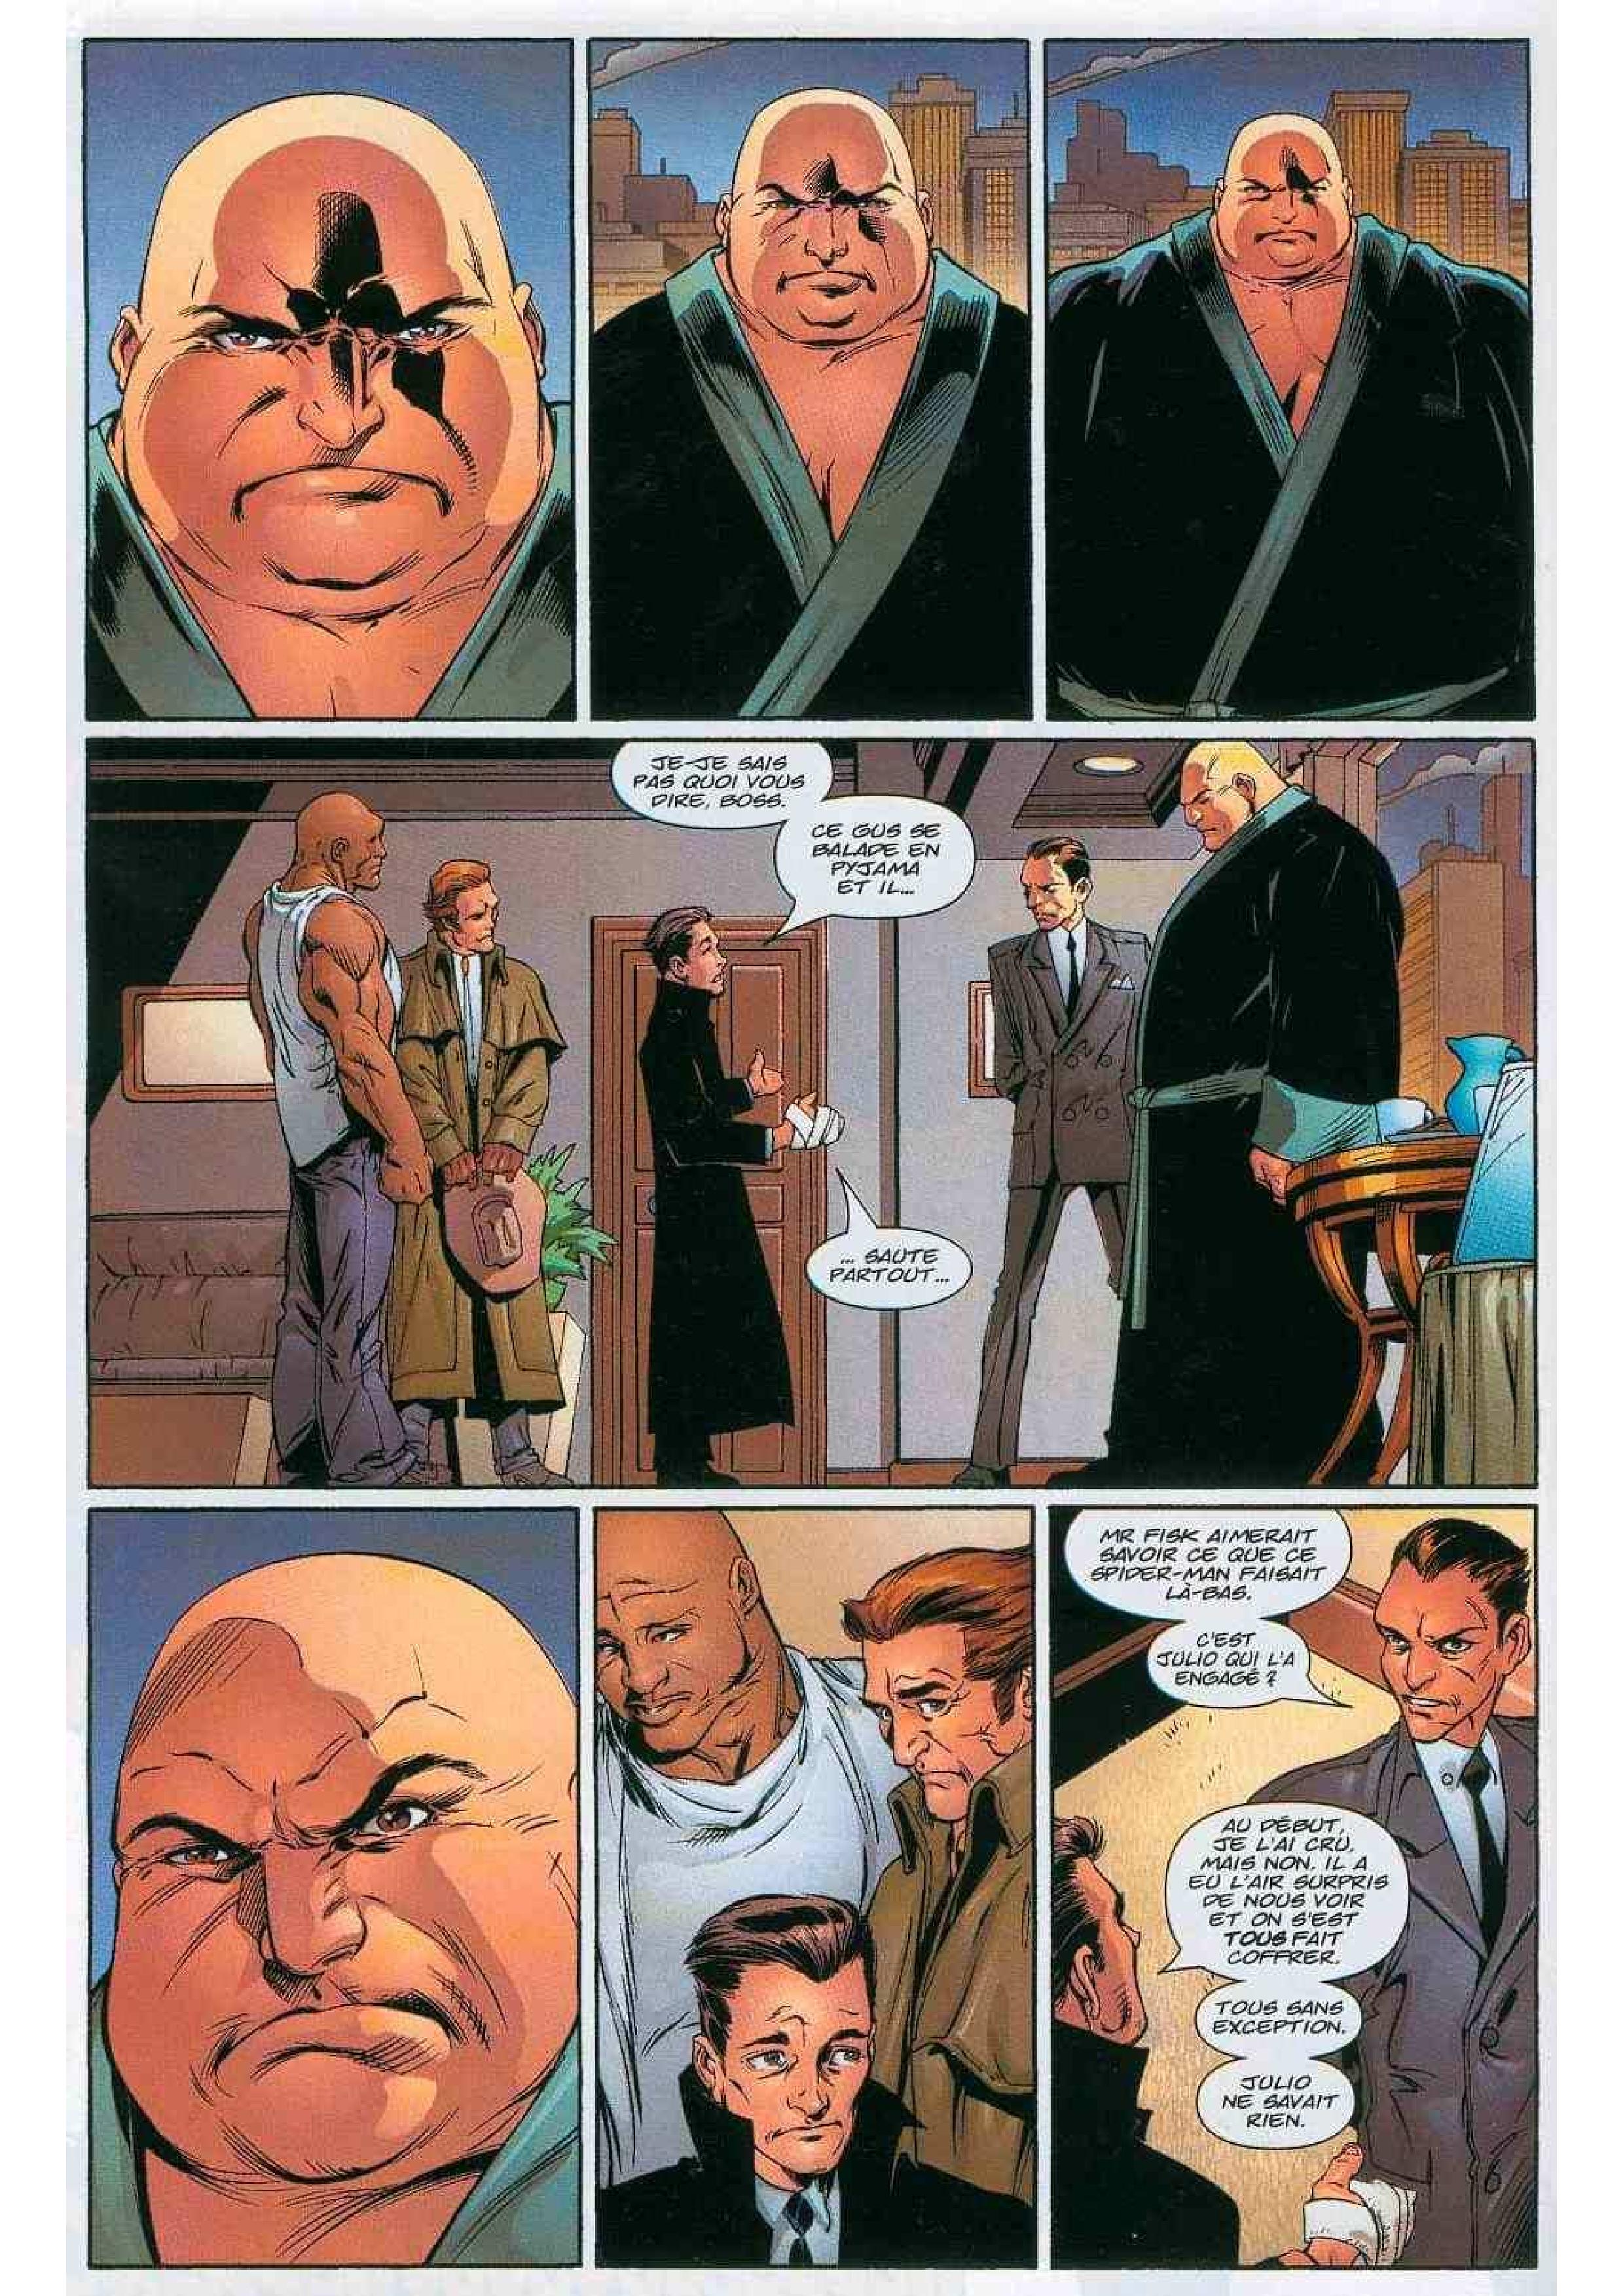 JE-JE SAIS
PAS QUOI VOUS
DIRE, BOSS.
CE GUS SE
BALADE EN
PYJAMA
ET IL...
... SAUTE
PARTOUT...
MR FISK AIMERAIT
SAVOIR CE QUE CE
SPIDER-MAN FAISAIT
LÀ-BAS.
C'EST
JULIO QUI L'A
ENGAGÉ ?
AU DÉBUT,
JE L'AI CRU.
MAIS NON. IL A
EU L'AIR SURPRIS
DE NOUS VOIR
ET ON S'EST
TOUS FAIT
COFFRER.
TOUS SANS
EXCEPTION.
JULIO
NE SAVAIT
RIEN.